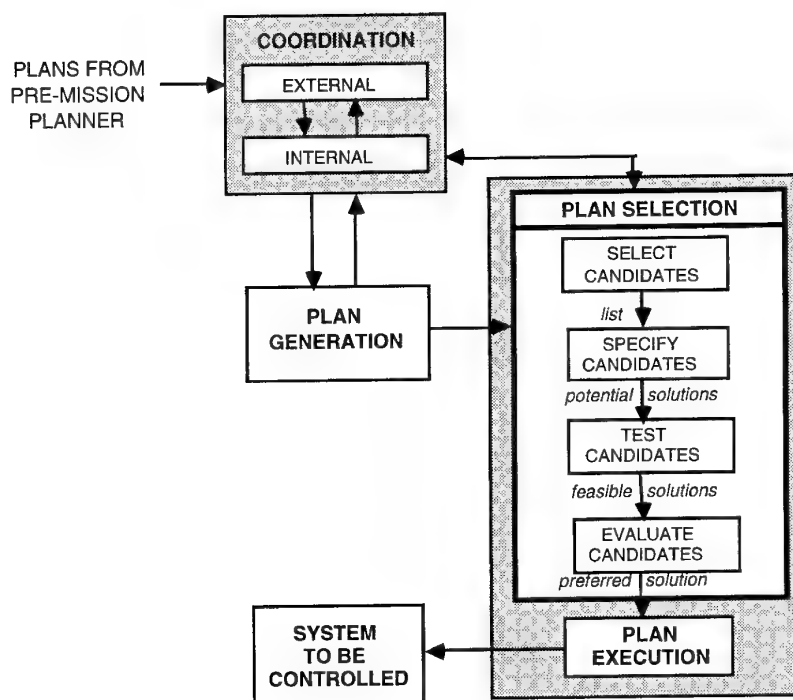 COORDINATION
PLANS FROM
PRE-MISSION
PLANNER
EXTERNAL
INTERNAL
PLAN SELECTION
SELECT
CANDIDATES
list
PLAN
GENERATION
SPECIFY
CANDIDATES
potential solutions
TEST
CANDIDATES
feasible solutions
EVALUATE
CANDIDATES
preferred solution
SYSTEM
TO BE
CONTROLLED
PLAN
EXECUTION